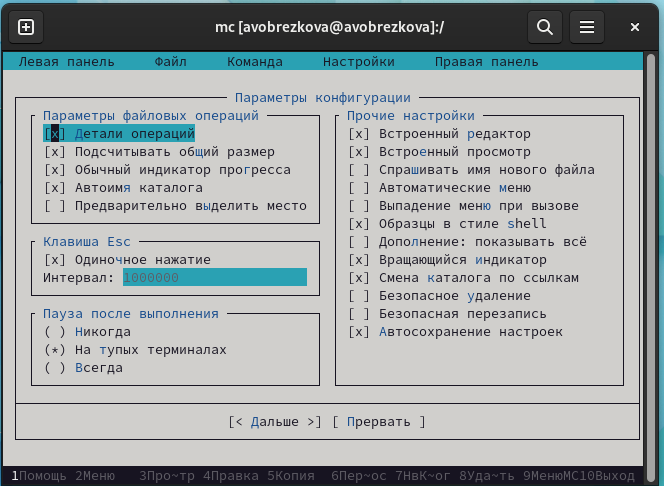 mc [avobrezkova@avobrezkova]:/
Левая панель Файл Команда Настройки Правая панель
Параметры конфигурации
Параметры файловых операций
[x] Детали операций
[x] Подсчитывать общий размер
[x] Обычный индикатор прогресса
[x] Автоимя каталога
[ ] Предварительно выделить место
Клавиша Esc
[x] Одиночное нажатие
Интервал: 1000000
Пауза после выполнения
( ) Никогда
(*) На тупых терминалах
( ) Всегда
Прочие настройки
[x] Встроенный редактор
[x] Встроенный просмотр
[ ] Спрашивать имя нового файла
[ ] Автоматические меню
[ ] Выпадение меню при вызове
[x] Образцы в стиле shell
[ ] Дополнение: показывать всё
[x] Вращающийся индикатор
[x] Смена каталога по ссылкам
[ ] Безопасное удаление
[ ] Безопасная перезапись
[x] Автосохранение настроек
[< Дальше >] [ Прервать ]
1Помощь 2Меню 3Про~тр 4Правка 5Копия 6Пер~ос 7НвК~ог 8Уда~ть 9МенюMC10Выход